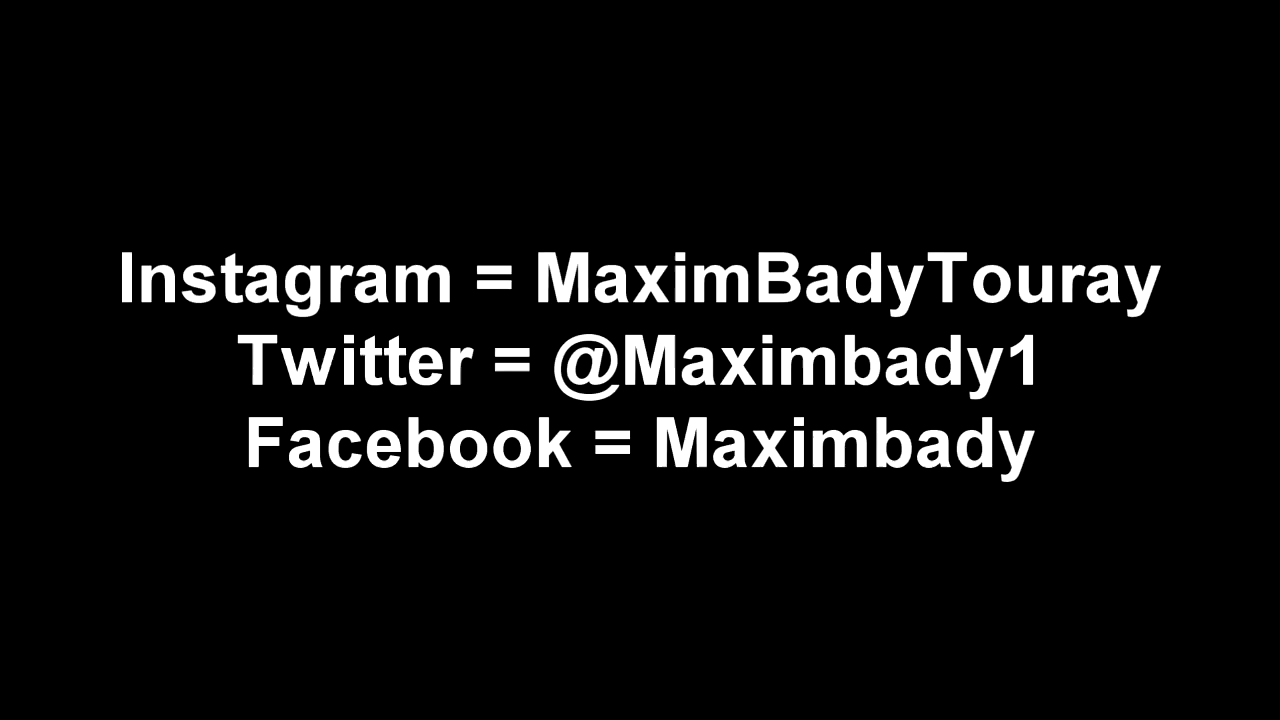 Instagram = MaximBadyTouray
Twitter = @Maximbady1
Facebook = Maximbady